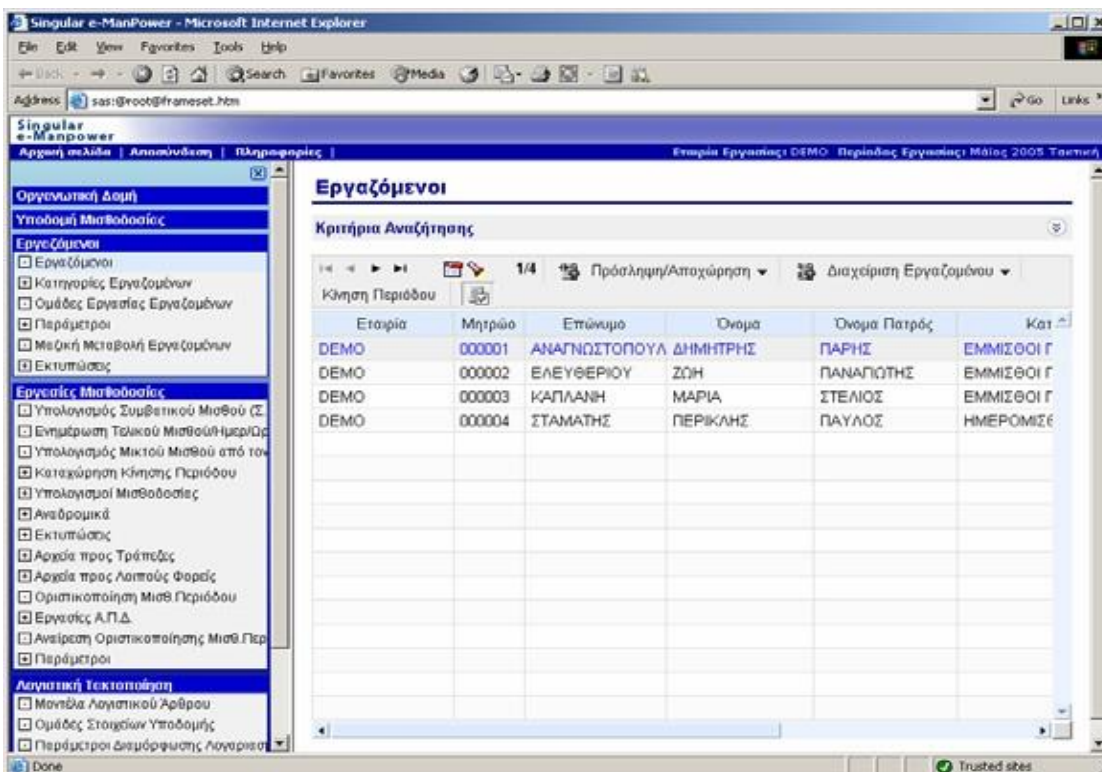 Singular e-ManPower - Microsoft Internet Explorer
File Edit View Favorites Tools Help
Back Search Favorites Media
Address sas:@root@frameset.htm Go Links
Singular
e-Manpower
Αρχική σελίδα | Αποσύνδεση | Πληροφορίες |
Εταιρία Εργασίας: DEMO Περίοδος Εργασίας: Μάϊος 2005 Τακτική
Οργανωτική Δομή
Υποδομή Μισθοδοσίας
Εργαζόμενοι
Εργαζόμενοι
Κατηγορίες Εργαζομένων
Ομάδες Εργασίας Εργαζομένων
Παράμετροι
Μαζική Μεταβολή Εργαζομένων
Εκτυπώσεις
Εργασίες Μισθοδοσίας
Υπολογισμός Συμβατικού Μισθού (Σ.
Ενημέρωση Τελικού Μισθού/Ημερ/Ωρ
Υπολογισμός Μικτού Μισθού από τον
Καταχώρηση Κίνησης Περιόδου
Υπολογισμοί Μισθοδοσίας
Αναδρομικά
Εκτυπώσεις
Αρχεία προς Τράπεζες
Αρχεία προς Λοιπούς Φορείς
Οριστικοποίηση Μισθ.Περιόδου
Εργασίες Α.Π.Δ.
Αναίρεση Οριστικοποίησης Μισθ.Περ
Παράμετροι
Λογιστική Τακτοποίηση
Μοντέλα Λογιστικού Άρθρου
Ομάδες Στοιχείων Υποδομής
Παράμετροι Διαμόρφωσης Λογαριασ
Εργαζόμενοι
Κριτήρια Αναζήτησης
1/4 Πρόσληψη/Αποχώρηση Διαχείριση Εργαζομένου
Κίνηση Περιόδου
Εταιρία Μητρώο Επώνυμο Όνομα Όνομα Πατρός Κατ
DEMO 000001 ΑΝΑΓΝΩΣΤΟΠΟΥΛ ΔΗΜΗΤΡΗΣ ΠΑΡΗΣ ΕΜΜΙΣΘΟΙ Π
DEMO 000002 ΕΛΕΥΘΕΡΙΟΥ ΖΩΗ ΠΑΝΑΓΙΩΤΗΣ ΕΜΜΙΣΘΟΙ Π
DEMO 000003 ΚΑΠΛΑΝΗ ΜΑΡΙΑ ΣΤΕΛΙΟΣ ΕΜΜΙΣΘΟΙ Π
DEMO 000004 ΣΤΑΜΑΤΗΣ ΠΕΡΙΚΛΗΣ ΠΑΥΛΟΣ ΗΜΕΡΟΜΙΣΘ
Done Trusted sites